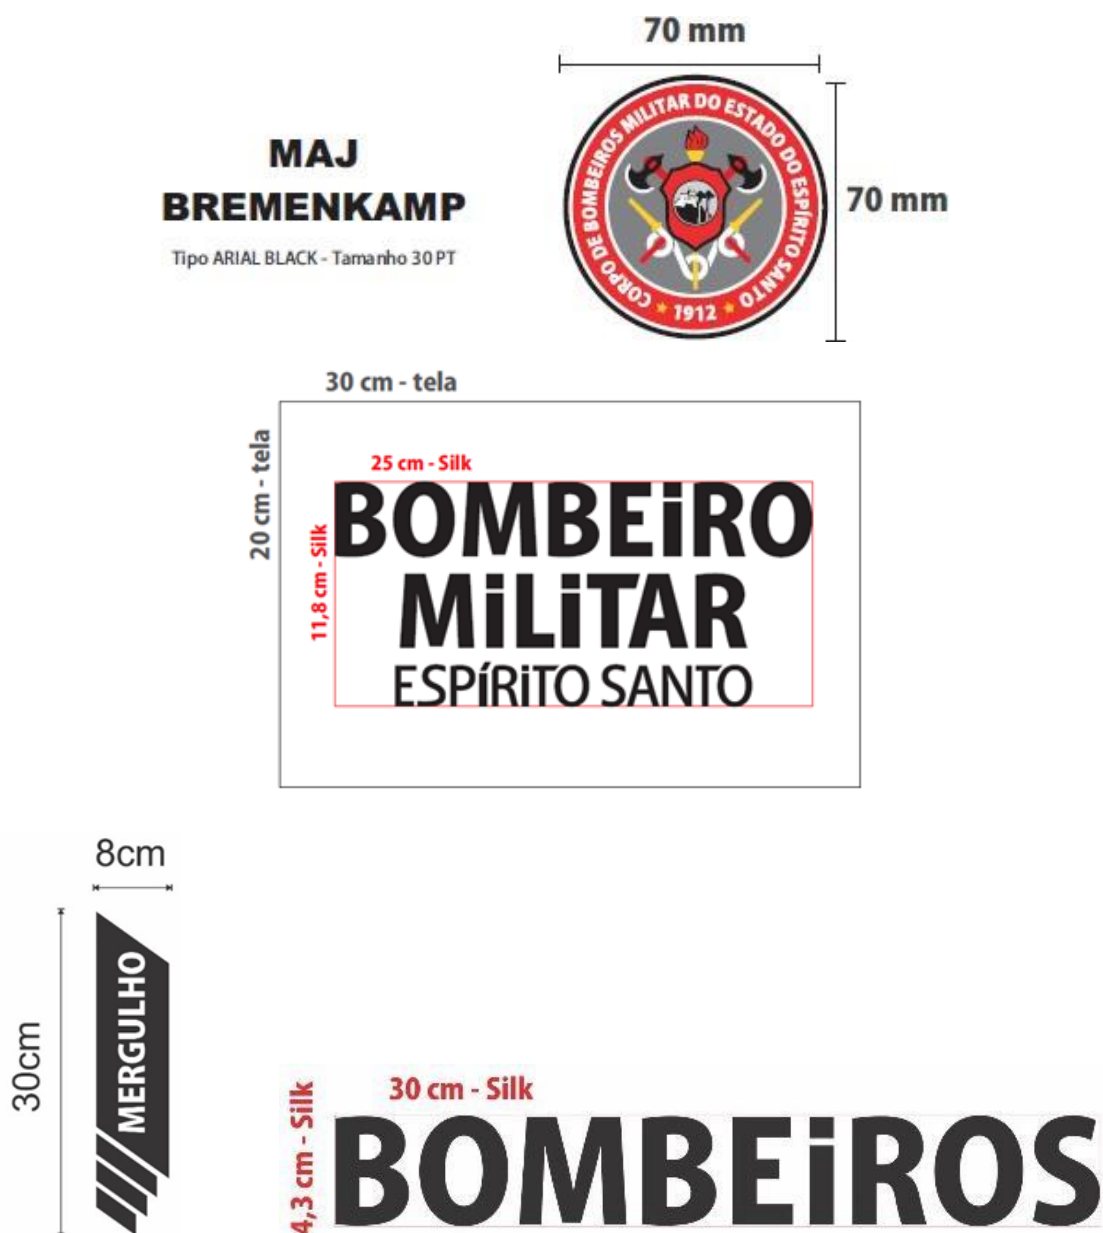 70 mm
MAJ
BREMENKAMP
Tipo ARIAL BLACK - Tamanho 30 PT
CORPO DE BOMBEIROS MILITAR DO ESTADO DO ESPÍRITO SANTO
1912
70 mm
30 cm - tela
20 cm - tela
25 cm - Silk
11,8 cm - Silk
BOMBEiRO
MiLiTAR
ESPÍRiTO SANTO
8cm
30cm
MERGULHO
30 cm - Silk
4,3 cm - Silk
BOMBEiROS